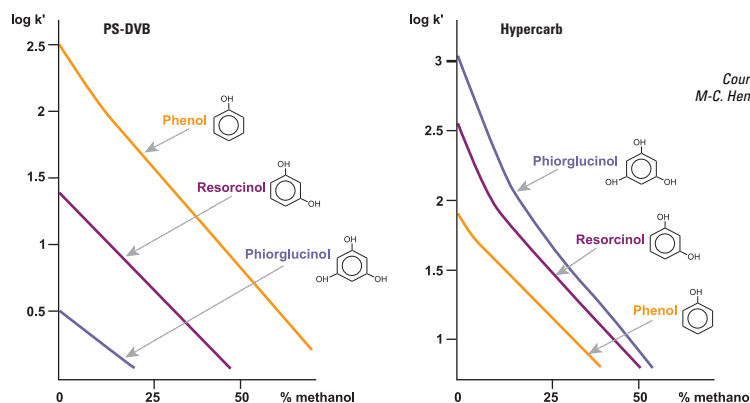 log k'
PS-DVB
2.5
2
1.5
1
0.5
0
25
50
% methanol
Phenol
OH
Resorcinol
OH
OH
Phiorglucinol
OH
OH
OH
log k'
Hypercarb
3
2.5
2
1.5
1
0
25
50
% methanol
Phiorglucinol
OH
OH
OH
Resorcinol
OH
OH
Phenol
OH
Cour
M-C. Hen